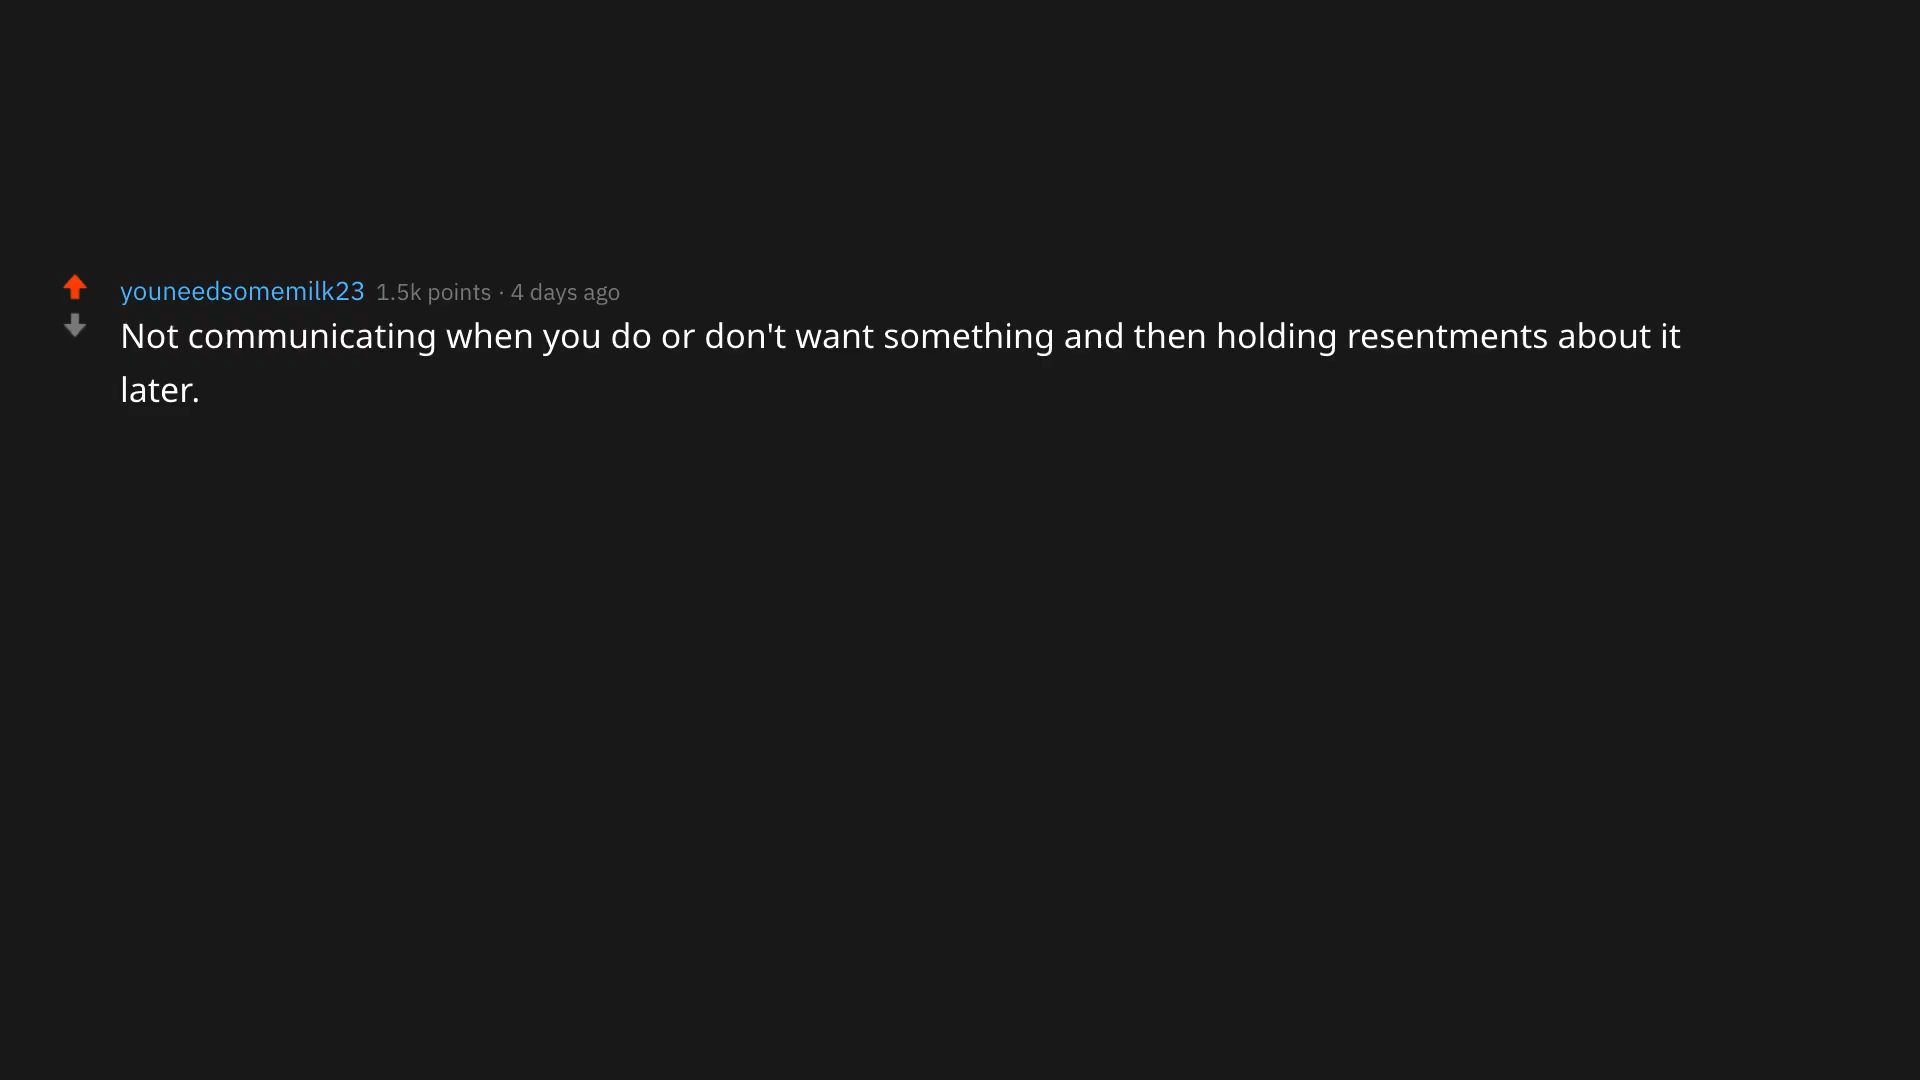 youneedsomemilk23 1.5k points · 4 days ago
Not communicating when you do or don't want something and then holding resentments about it
later.